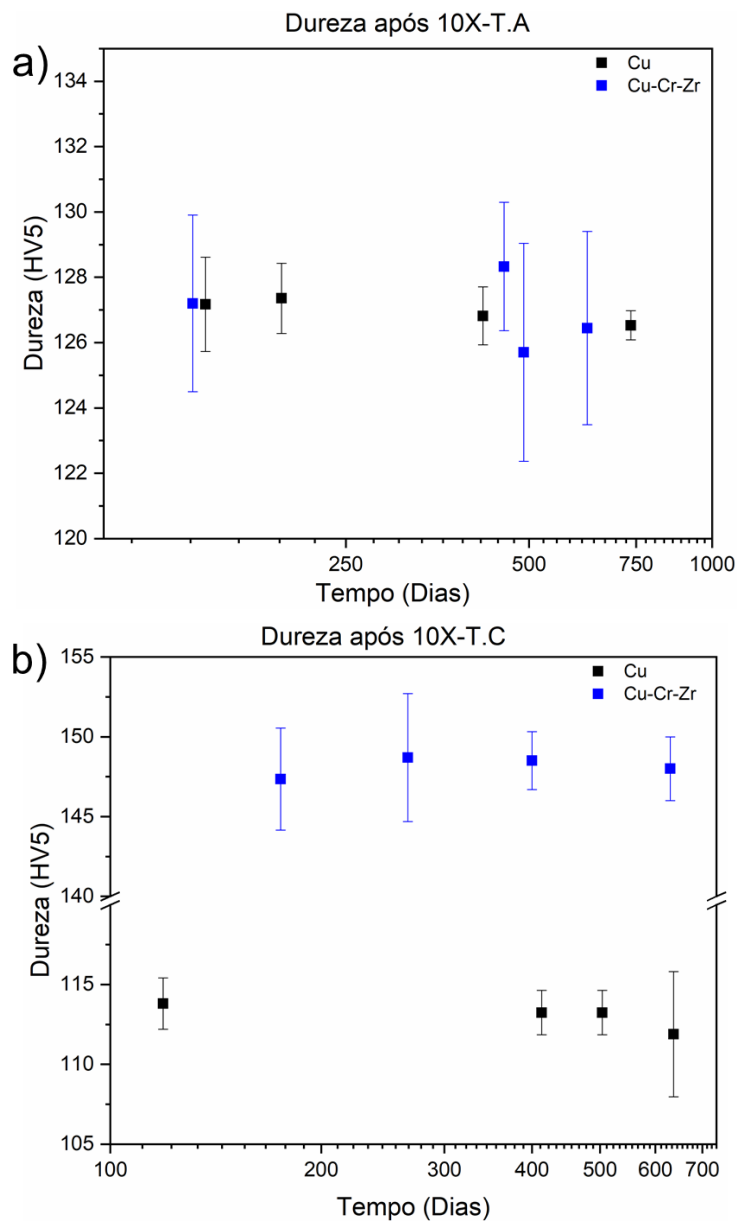 Dureza após 10X-T.A
a)
Cu
Cu-Cr-Zr
134
132
130
128
126
124
122
120
Dureza (HV5)
250
500
750
1000
Tempo (Dias)
Dureza após 10X-T.C
b)
Cu
Cu-Cr-Zr
155
150
145
140
115
110
105
Dureza (HV5)
100
200
300
400
500
600
700
Tempo (Dias)